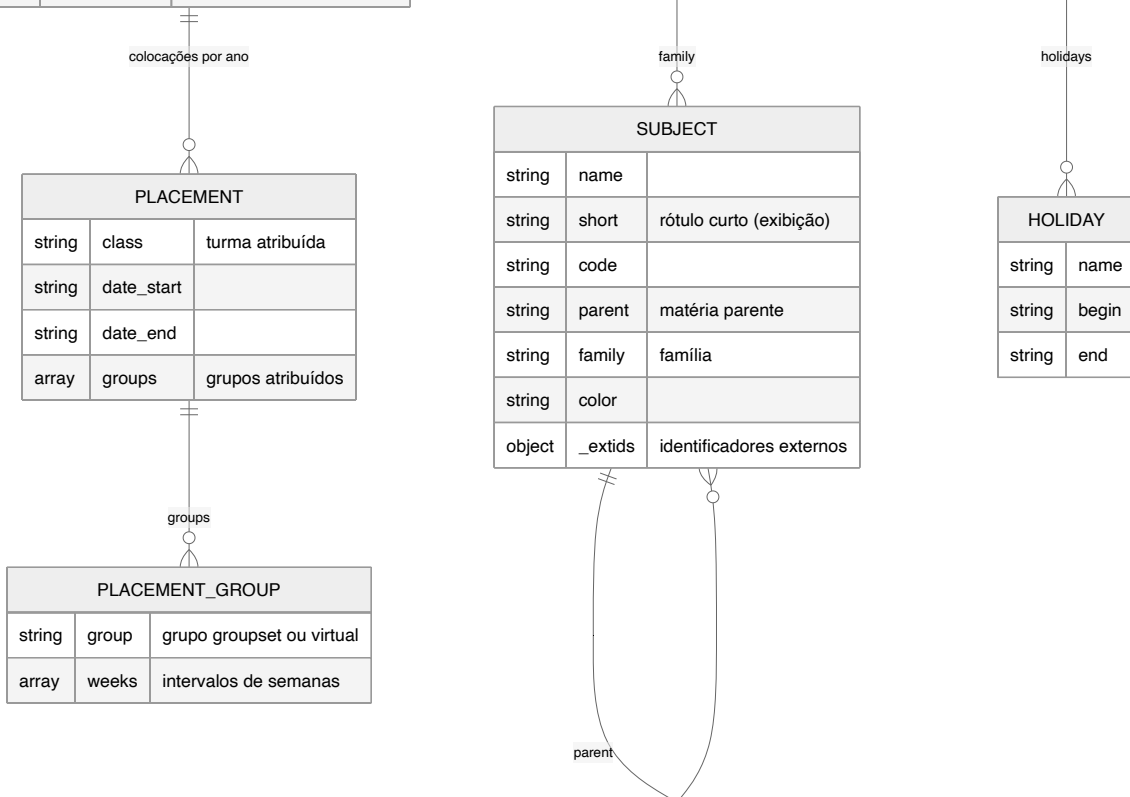 colocações por ano
family
holidays
PLACEMENT
string class turma atribuída
string date_start
string date_end
array groups grupos atribuídos
groups
PLACEMENT_GROUP
string group grupo groupset ou virtual
array weeks intervalos de semanas
SUBJECT
string name
string short rótulo curto (exibição)
string code
string parent matéria parente
string family família
string color
object _extids identificadores externos
parent
HOLIDAY
string name
string begin
string end